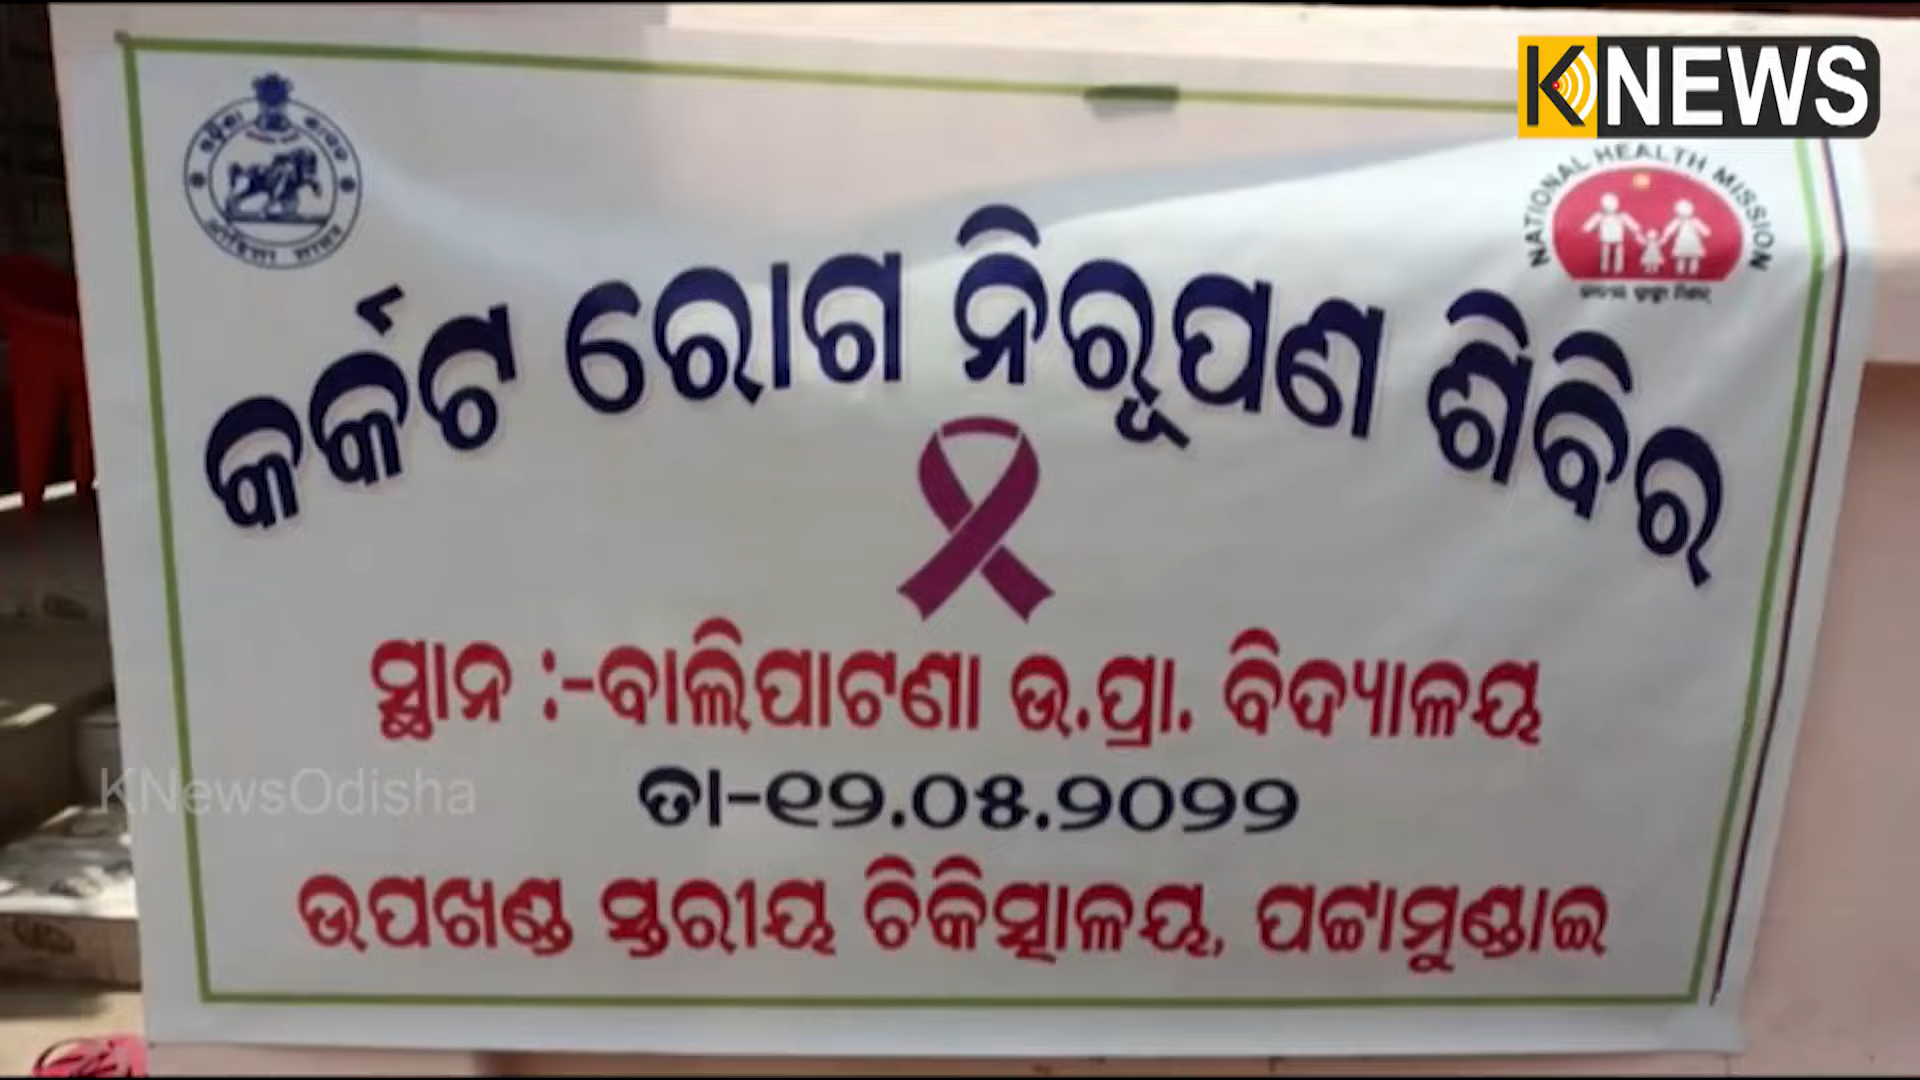 KNEWS
NATIONAL HEALTH MISSION
କର୍କଟ ରୋଗ ନିରୂପଣ ଶିବିର
ସ୍ଥାନ :-ବାଲିପାଟଣା ଉ.ପ୍ରା. ବିଦ୍ୟାଳୟ
KNewsOdisha
ତା-୧୨.୦୫.୨୦୨୨
ଉପଖଣ୍ଡ ସ୍ତରୀୟ ଚିକିତ୍ସାଳୟ, ପଟ୍ଟାମୁଣ୍ଡାଇ